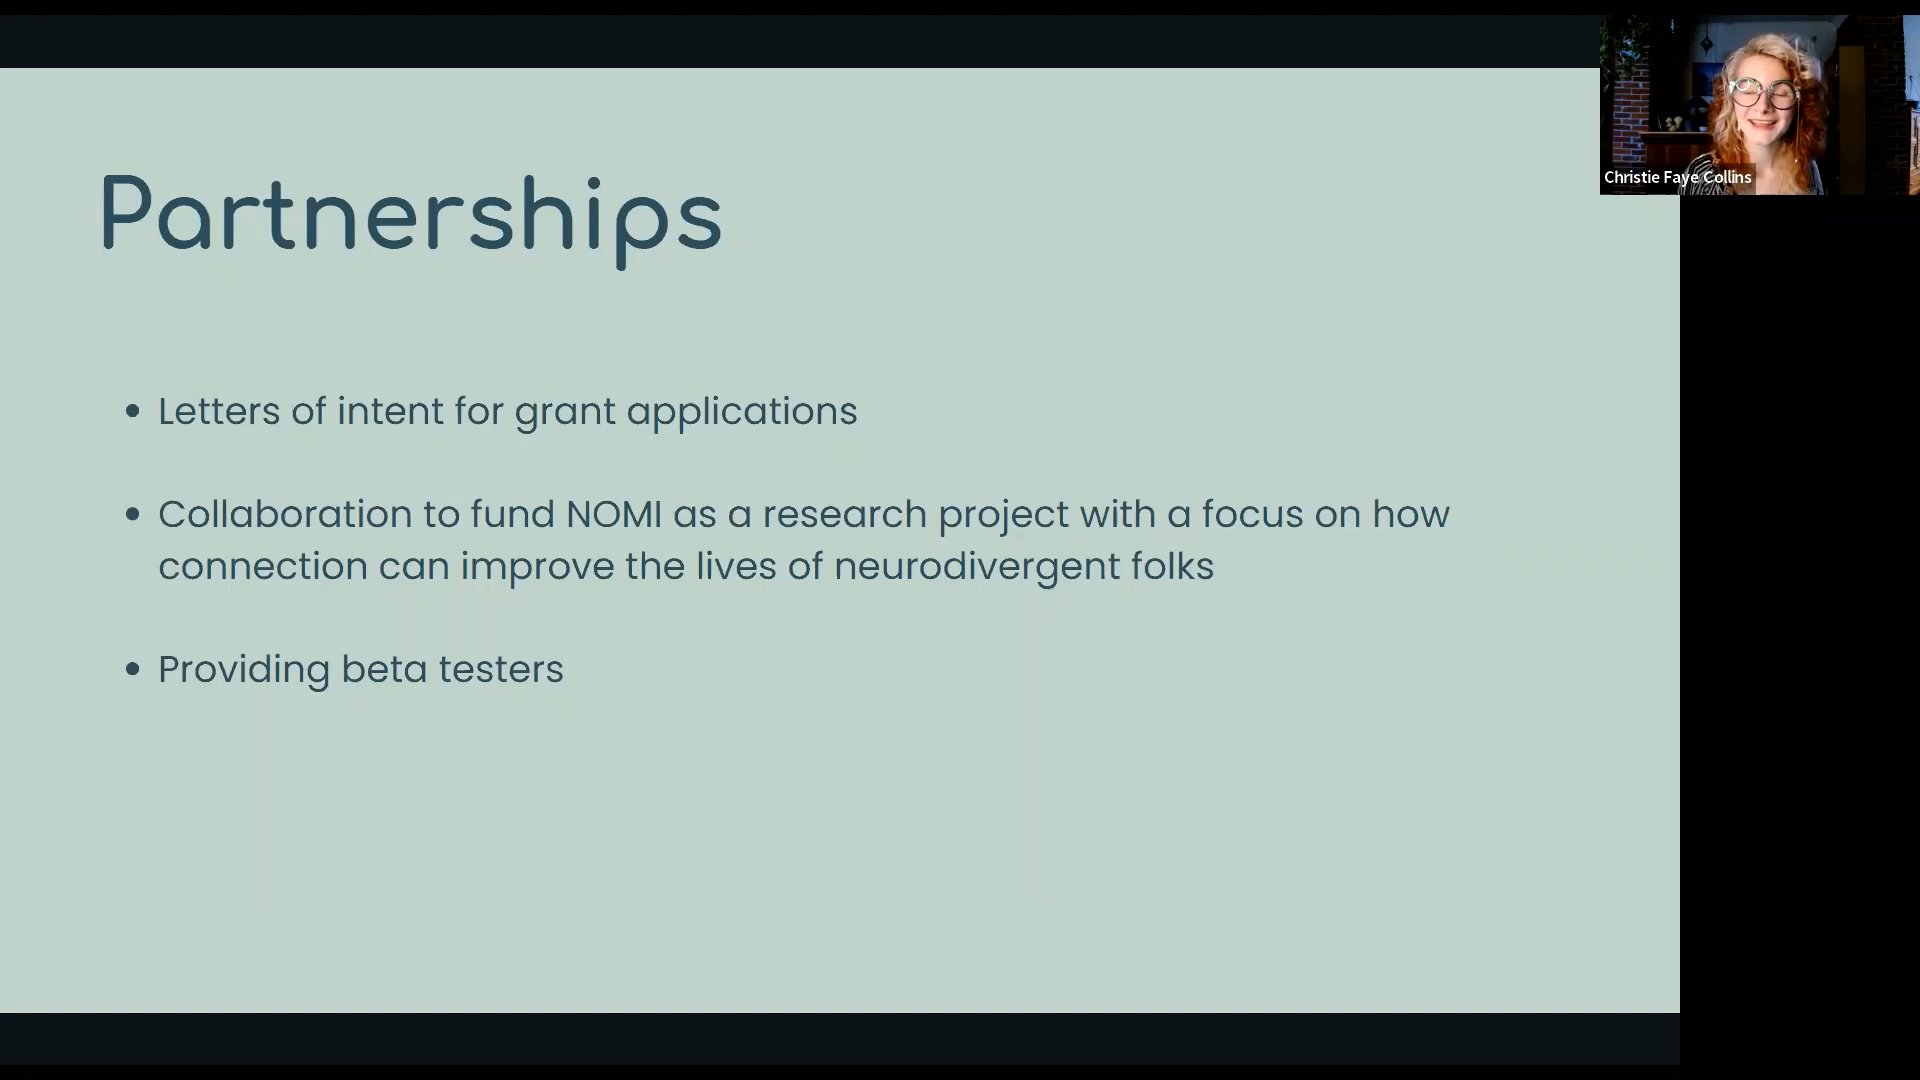 Partnerships
• Letters of intent for grant applications
• Collaboration to fund NOMI as a research project with a focus on how
connection can improve the lives of neurodivergent folks
• Providing beta testers
Christie Faye Collins